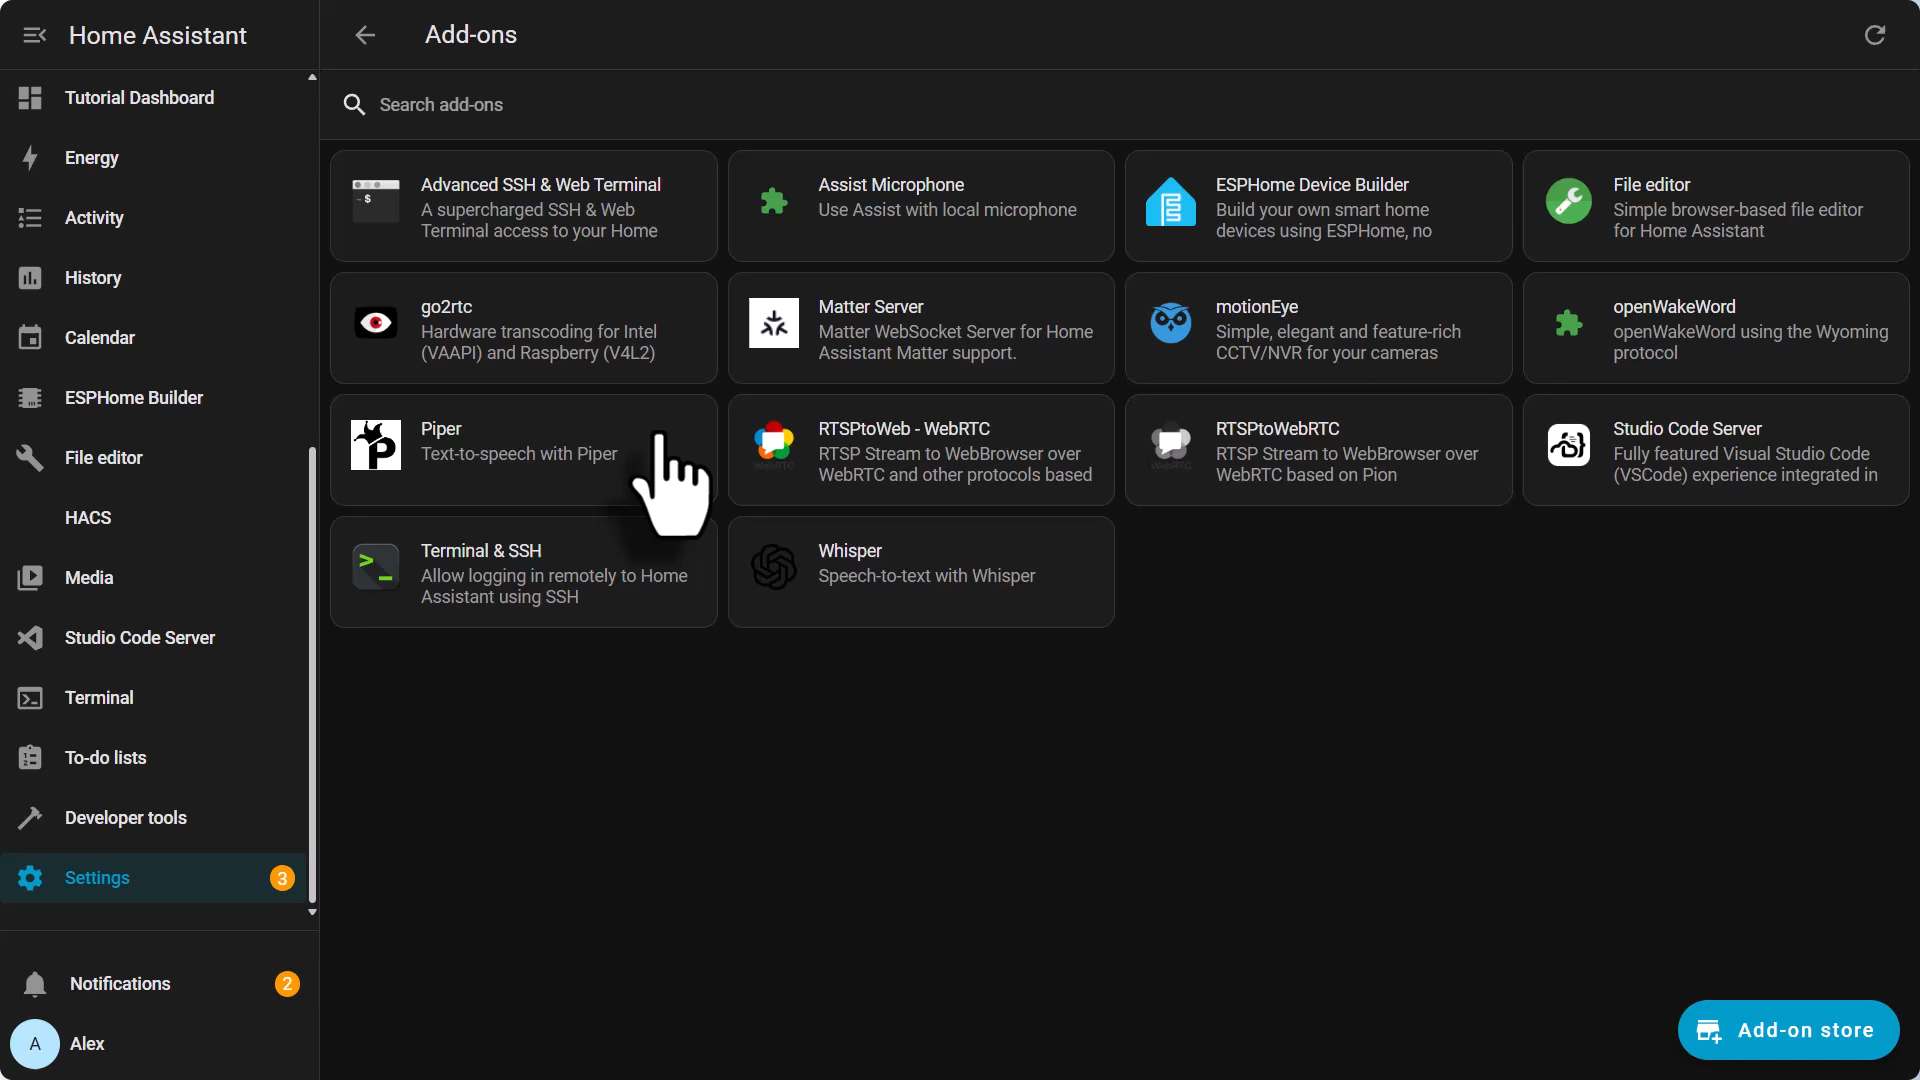 Home Assistant
Tutorial Dashboard
Energy
Activity
History
Calendar
ESPHome Builder
File editor
HACS
Media
Studio Code Server
Terminal
To-do lists
Developer tools
Settings
3
Notifications
2
A
Alex
Add-ons
Search add-ons
Advanced SSH & Web Terminal
A supercharged SSH & Web
Terminal access to your Home
Assist Microphone
Use Assist with local microphone
ESPHome Device Builder
Build your own smart home
devices using ESPHome, no
File editor
Simple browser-based file editor
for Home Assistant
go2rtc
Hardware transcoding for Intel
(VAAPI) and Raspberry (V4L2)
Matter Server
Matter WebSocket Server for Home
Assistant Matter support.
motionEye
Simple, elegant and feature-rich
CCTV/NVR for your cameras
openWakeWord
openWakeWord using the Wyoming
protocol
Piper
Text-to-speech with Piper
RTSPtoWeb - WebRTC
RTSP Stream to WebBrowser over
WebRTC and other protocols based
RTSPtoWebRTC
RTSP Stream to WebBrowser over
WebRTC based on Pion
Studio Code Server
Fully featured Visual Studio Code
(VSCode) experience integrated in
Terminal & SSH
Allow logging in remotely to Home
Assistant using SSH
Whisper
Speech-to-text with Whisper
Add-on store